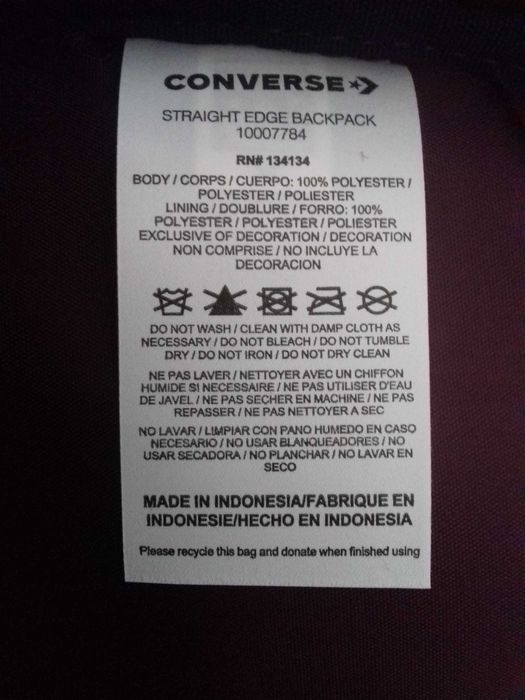 CONVERSE
STRAIGHT EDGE BACKPACK
10007784
RN# 134134
BODY / CORPS / CUERPO: 100% POLYESTER /
POLYESTER / POLIESTER
LINING / DOUBLURE / FORRO: 100%
POLYESTER / POLYESTER / POLIESTER
EXCLUSIVE OF DECORATION / DECORATION
NON COMPRISE / NO INCLUYE LA
DECORACION
DO NOT WASH / CLEAN WITH DAMP CLOTH AS
NECESSARY / DO NOT BLEACH / DO NOT TUMBLE
DRY / DO NOT IRON / DO NOT DRY CLEAN
NE PAS LAVER / NETTOYER AVEC UN CHIFFON
HUMIDE SI NECESSAIRE / NE PAS UTILISER D'EAU
DE JAVEL / NE PAS SECHER EN MACHINE / NE PAS
REPASSER / NE PAS NETTOYER A SEC
NO LAVAR / LIMPIAR CON PANO HUMEDO EN CASO
NECESARIO / NO USAR BLANQUEADORES / NO
USAR SECADORA / NO PLANCHAR / NO LAVAR EN
SECO
MADE IN INDONESIA/FABRIQUE EN
INDONESIE/HECHO EN INDONESIA
Please recycle this bag and donate when finished using